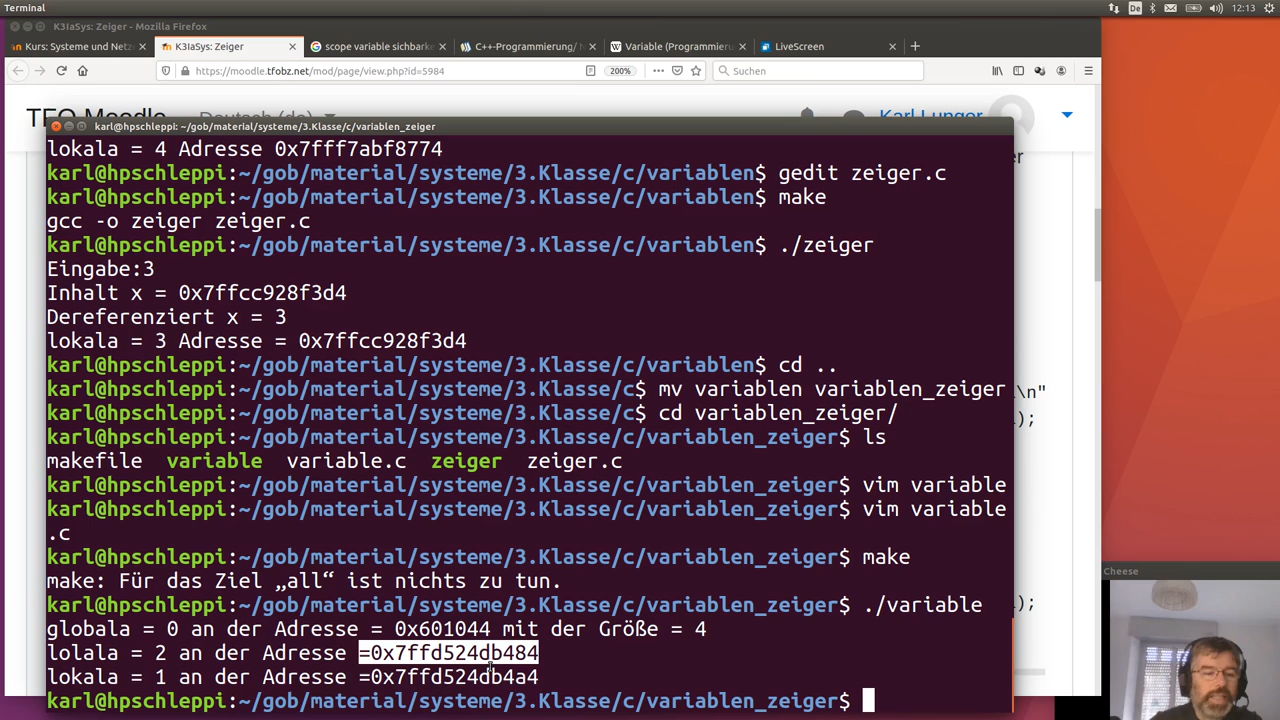 Terminal
De
12:13
K3IaSys: Zeiger - Mozilla Firefox
Kurs: Systeme und Netz
K3IaSys: Zeiger
scope variable sichbarke
C++-Programmierung/ N
Variable (Programmieru
LiveScreen
https://moodle.tfobz.net/mod/page/view.php?id=5984
200%
Suchen
TFO Moodle
Deutsch (de)
Karl Lunger
karl@hpschleppi: ~/gob/material/systeme/3.Klasse/c/variablen_zeiger
lokala = 4 Adresse 0x7fff7abf8774
karl@hpschleppi:~/gob/material/systeme/3.Klasse/c/variablen$ gedit zeiger.c
karl@hpschleppi:~/gob/material/systeme/3.Klasse/c/variablen$ make
gcc -o zeiger zeiger.c
karl@hpschleppi:~/gob/material/systeme/3.Klasse/c/variablen$ ./zeiger
Eingabe:3
Inhalt x = 0x7ffcc928f3d4
Dereferenziert x = 3
lokala = 3 Adresse = 0x7ffcc928f3d4
karl@hpschleppi:~/gob/material/systeme/3.Klasse/c/variablen$ cd ..
karl@hpschleppi:~/gob/material/systeme/3.Klasse/c$ mv variablen variablen_zeiger
karl@hpschleppi:~/gob/material/systeme/3.Klasse/c$ cd variablen_zeiger/
karl@hpschleppi:~/gob/material/systeme/3.Klasse/c/variablen_zeiger$ ls
makefile variable variable.c zeiger zeiger.c
karl@hpschleppi:~/gob/material/systeme/3.Klasse/c/variablen_zeiger$ vim variable
karl@hpschleppi:~/gob/material/systeme/3.Klasse/c/variablen_zeiger$ vim variable
.c
karl@hpschleppi:~/gob/material/systeme/3.Klasse/c/variablen_zeiger$ make
make: Für das Ziel „all“ ist nichts zu tun.
karl@hpschleppi:~/gob/material/systeme/3.Klasse/c/variablen_zeiger$ ./variable
globala = 0 an der Adresse = 0x601044 mit der Größe = 4
lolala = 2 an der Adresse =0x7ffd524db484
lokala = 1 an der Adresse =0x7ffd524db4a4
karl@hpschleppi:~/gob/material/systeme/3.Klasse/c/variablen_zeiger$
Cheese